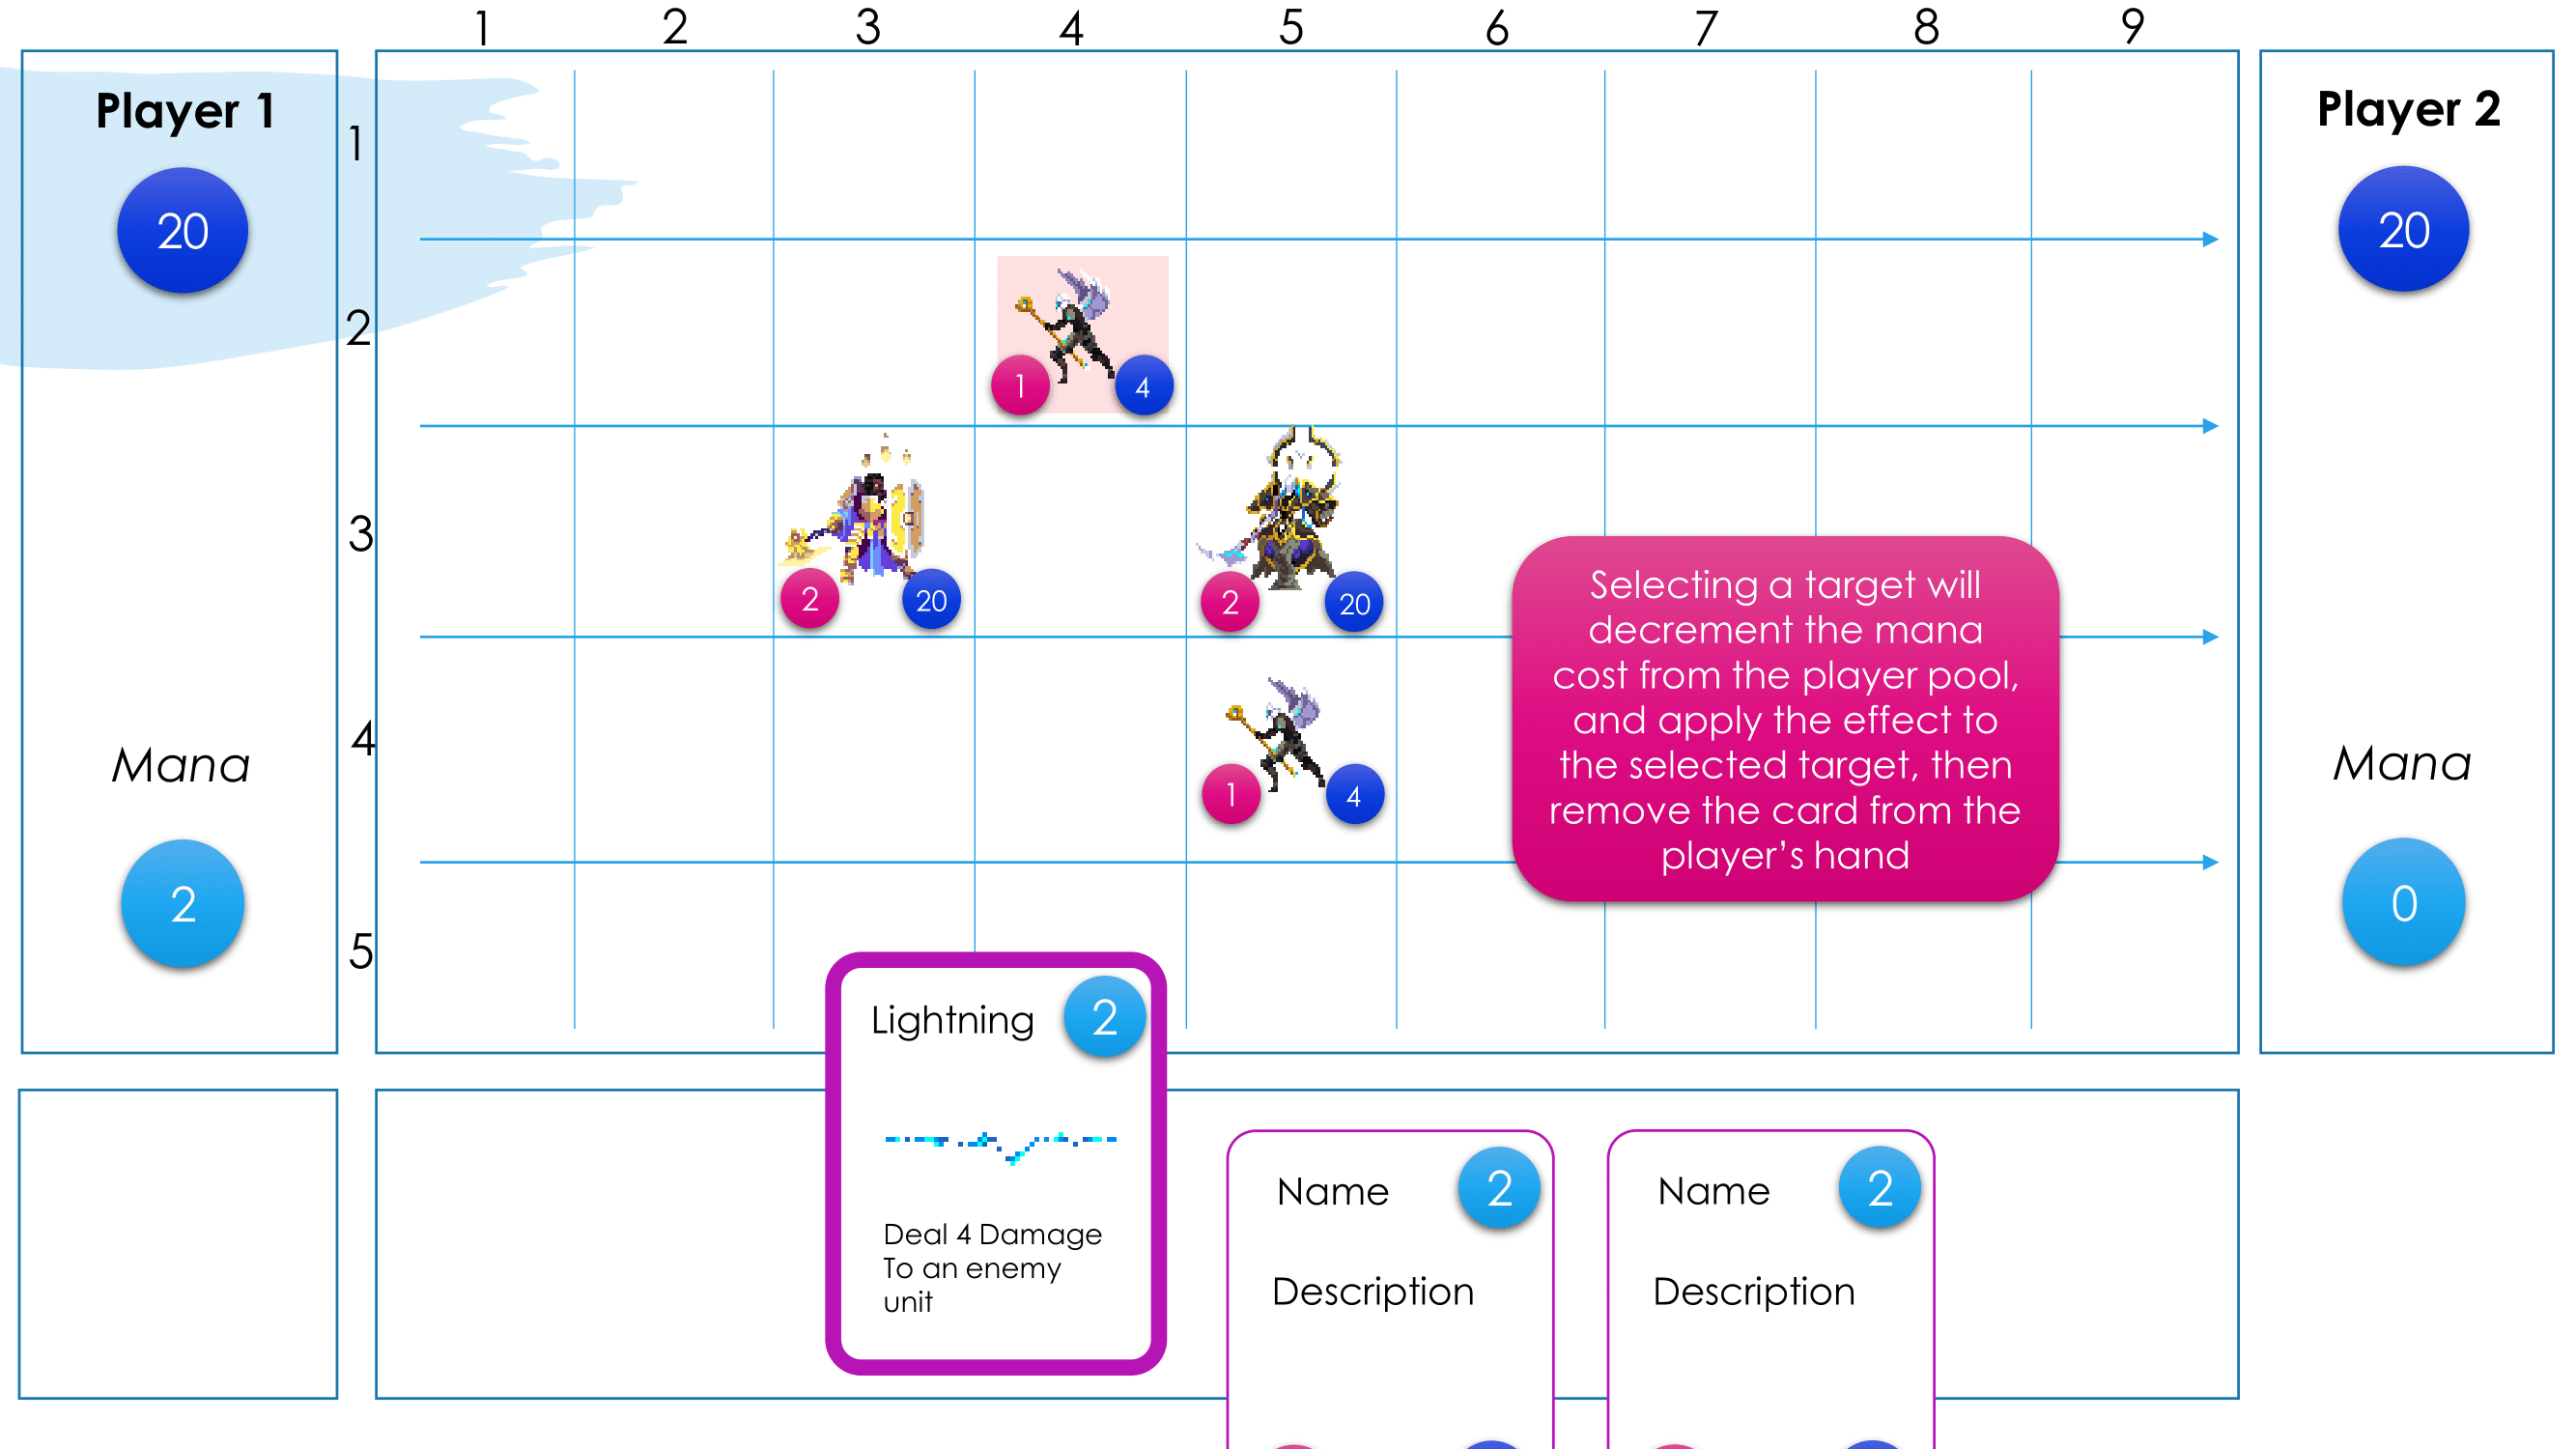 1 2 3 4 5 6 7 8 9
Player 1
Player 2
1
20
20
2
1 4
3
2 20
2 20
Selecting a target will
decrement the mana
cost from the player pool,
and apply the effect to
the selected target, then
remove the card from the
player’s hand
4
1 4
Mana
Mana
2
0
5
Lightning 2
Deal 4 Damage
To an enemy
unit
Name 2
Description
Name 2
Description